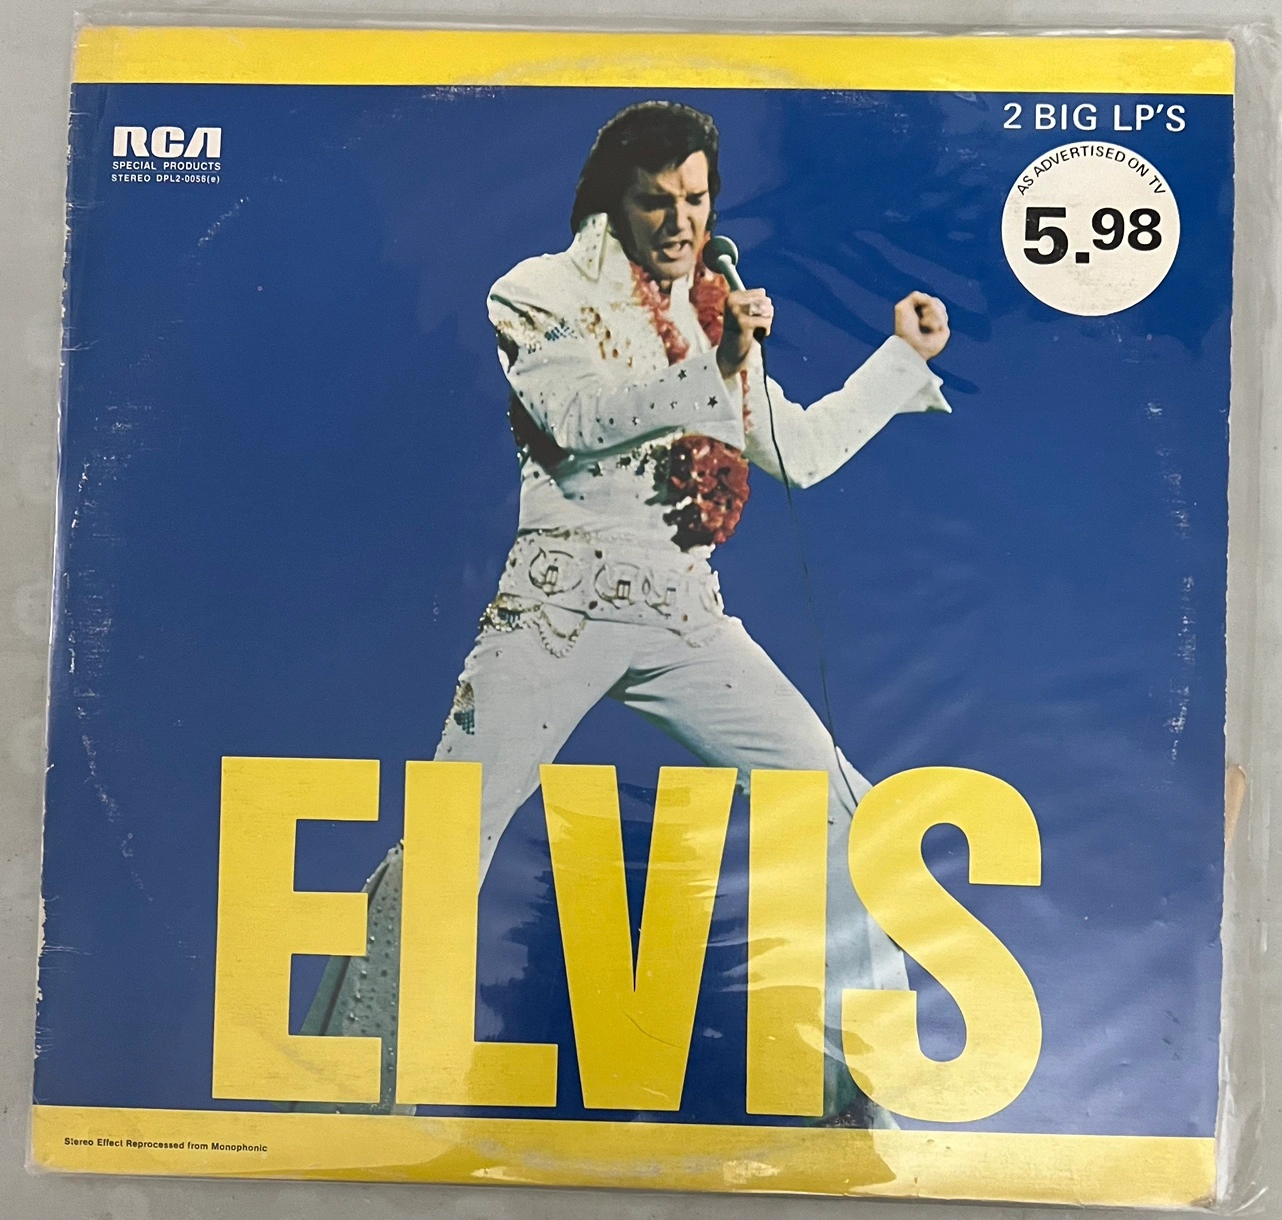 RCA
SPECIAL PRODUCTS
STEREO DPL2-0056(e)
2 BIG LP'S
AS ADVERTISED ON TV
5.98
ELVIS
Stereo Effect Reprocessed from Monophonic